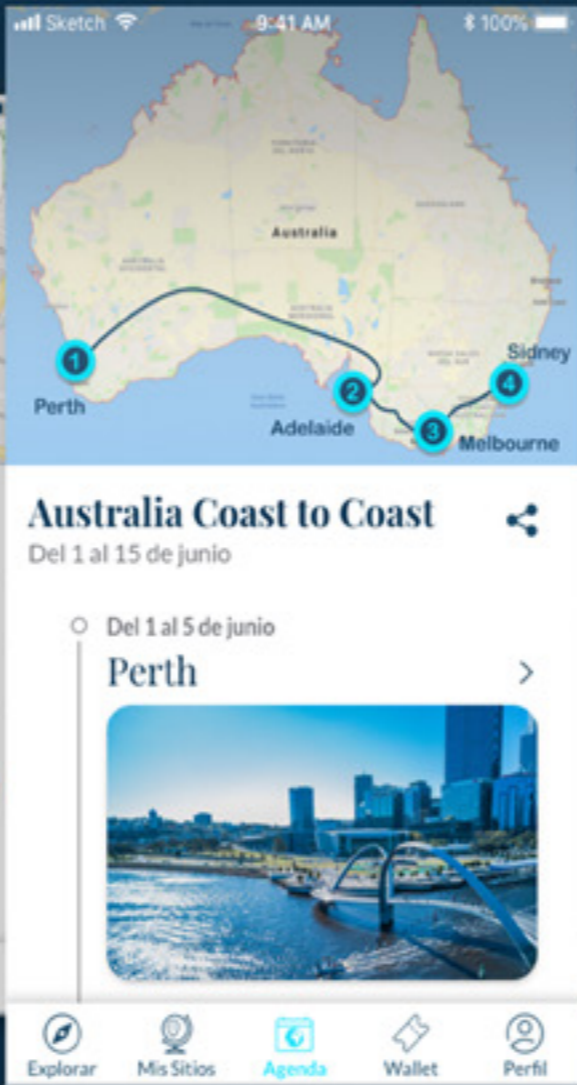 Sketch 9:41 AM 100%
Australia
Sidney
Perth
Adelaide
Melbourne
1
2
3
4
Australia Coast to Coast
Del 1 al 15 de junio
Del 1 al 5 de junio
Perth
Explorar Mis Sitios Agenda Wallet Perfil